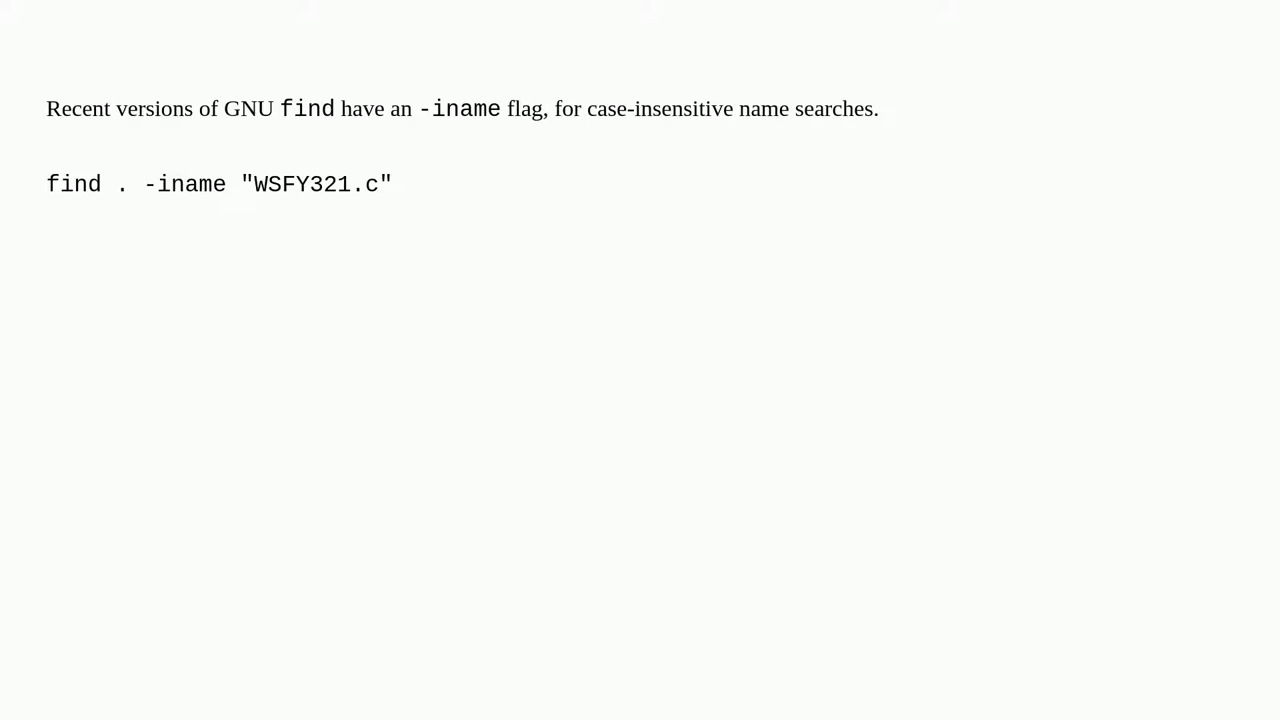 Recent versions of GNU find have an -iname flag, for case-insensitive name searches.
find . -iname "WSFY321.c"